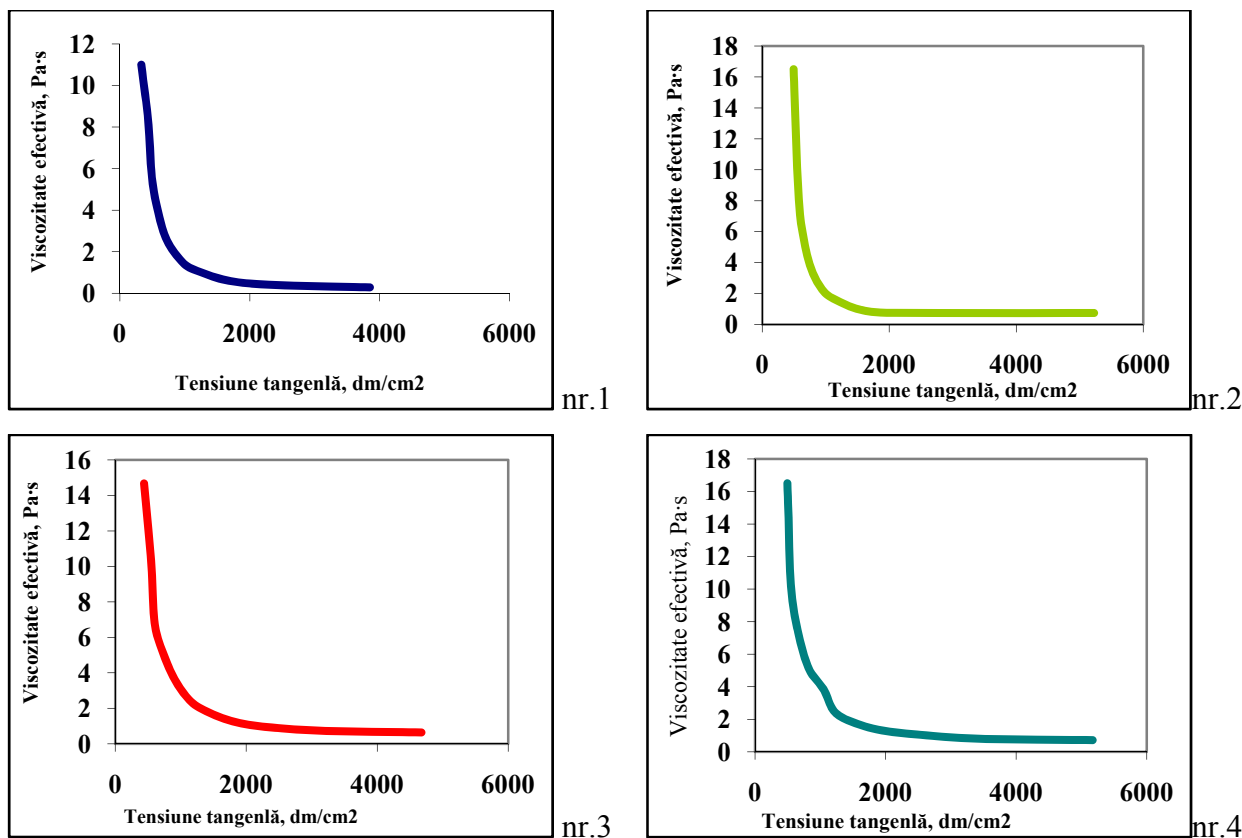 Viscozitate efectivă, Pa·s
12
10
8
6
4
2
0
0 2000 4000 6000
Tensiune tangenlă, dm/cm2
nr.1
Viscozitate efectivă, Pa·s
18
16
14
12
10
8
6
4
2
0
0 2000 4000 6000
Tensiune tangenlă, dm/cm2
nr.2
Viscozitate efectivă, Pa·s
16
14
12
10
8
6
4
2
0
0 2000 4000 6000
Tensiune tangenlă, dm/cm2
nr.3
Viscozitate efectivă, Pa·s
18
16
14
12
10
8
6
4
2
0
0 2000 4000 6000
Tensiune tangenlă, dm/cm2
nr.4